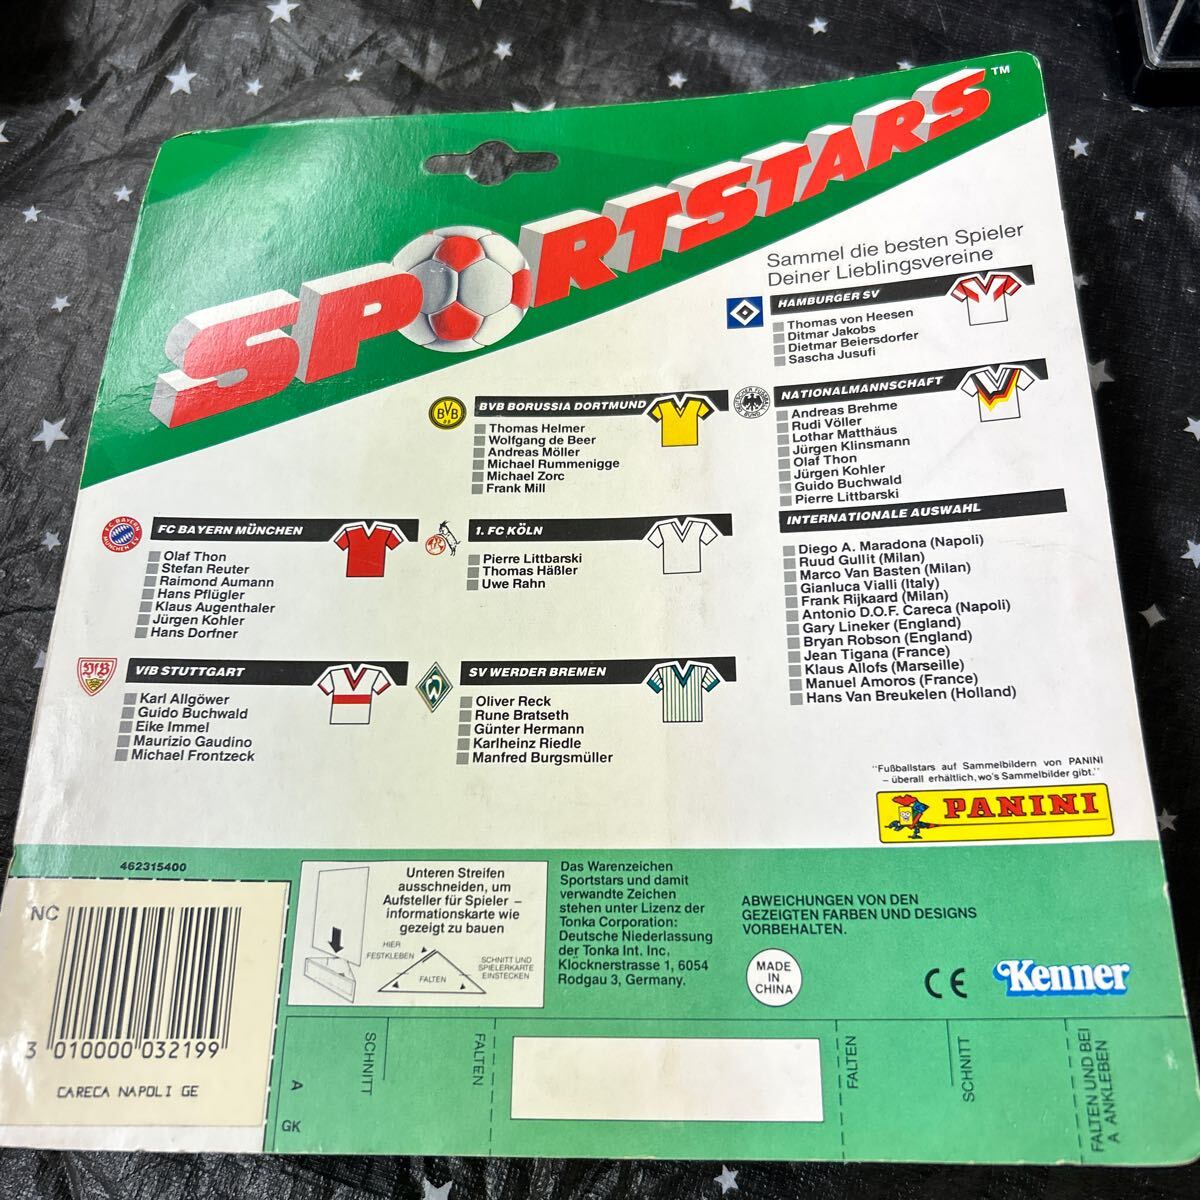 SPORTSTARS™
Sammel die besten Spieler
Deiner Lieblingsvereine
HAMBURGER SV
Thomas von Heesen
Ditmar Jakobs
Dietmar Beiersdorfer
Sascha Jusufi
BVB
09
BVB BORUSSIA DORTMUND
Thomas Helmer
Wolfgang de Beer
Andreas Möller
Michael Rummenigge
Michael Zorc
Frank Mill
DEUTSCHER FUSSBALL BUND
NATIONALMANNSCHAFT
Andreas Brehme
Rudi Völler
Lothar Matthäus
Jürgen Klinsmann
Olaf Thon
Jürgen Kohler
Guido Buchwald
Pierre Littbarski
FC BAYERN MÜNCHEN EV
FC BAYERN MÜNCHEN
Olaf Thon
Stefan Reuter
Raimond Aumann
Hans Pflügler
Klaus Augenthaler
Jürgen Kohler
Hans Dorfner
1. FC KÖLN
Pierre Littbarski
Thomas Häßler
Uwe Rahn
INTERNATIONALE AUSWAHL
Diego A. Maradona (Napoli)
Ruud Gullit (Milan)
Marco Van Basten (Milan)
Gianluca Vialli (Italy)
Frank Rijkaard (Milan)
Antonio D.O.F. Careca (Napoli)
Gary Lineker (England)
Bryan Robson (England)
Jean Tigana (France)
Klaus Allofs (Marseille)
Manuel Amoros (France)
Hans Van Breukelen (Holland)
VfB
VfB STUTTGART
Karl Allgöwer
Guido Buchwald
Eike Immel
Maurizio Gaudino
Michael Frontzeck
W
SV WERDER BREMEN
Oliver Reck
Rune Bratseth
Günter Hermann
Karlheinz Riedle
Manfred Burgsmüller
"Fußballstars auf Sammelbildern von PANINI
– überall erhältlich, wo's Sammelbilder gibt."
PANINI
462315400
NC
3 010000 032199
CARECA NAPOLI GE
Unteren Streifen
ausschneiden, um
Aufsteller für Spieler –
informationskarte wie
gezeigt zu bauen
HIER
FESTKLEBEN
FALTEN
SCHNITT UND
SPIELERKARTE
EINSTECKEN
Das Warenzeichen
Sportstars und damit
verwandte Zeichen
stehen unter Lizenz der
Tonka Corporation:
Deutsche Niederlassung
der Tonka Int. Inc.
Klöcknerstrasse 1, 6054
Rodgau 3, Germany.
ABWEICHUNGEN VON DEN
GEZEIGTEN FARBEN UND DESIGNS
VORBEHALTEN.
MADE
IN
CHINA
CE
Kenner
A
GK
SCHNITT
FALTEN
FALTEN
SCHNITT
FALTEN UND BEI
A ANKLEBEN